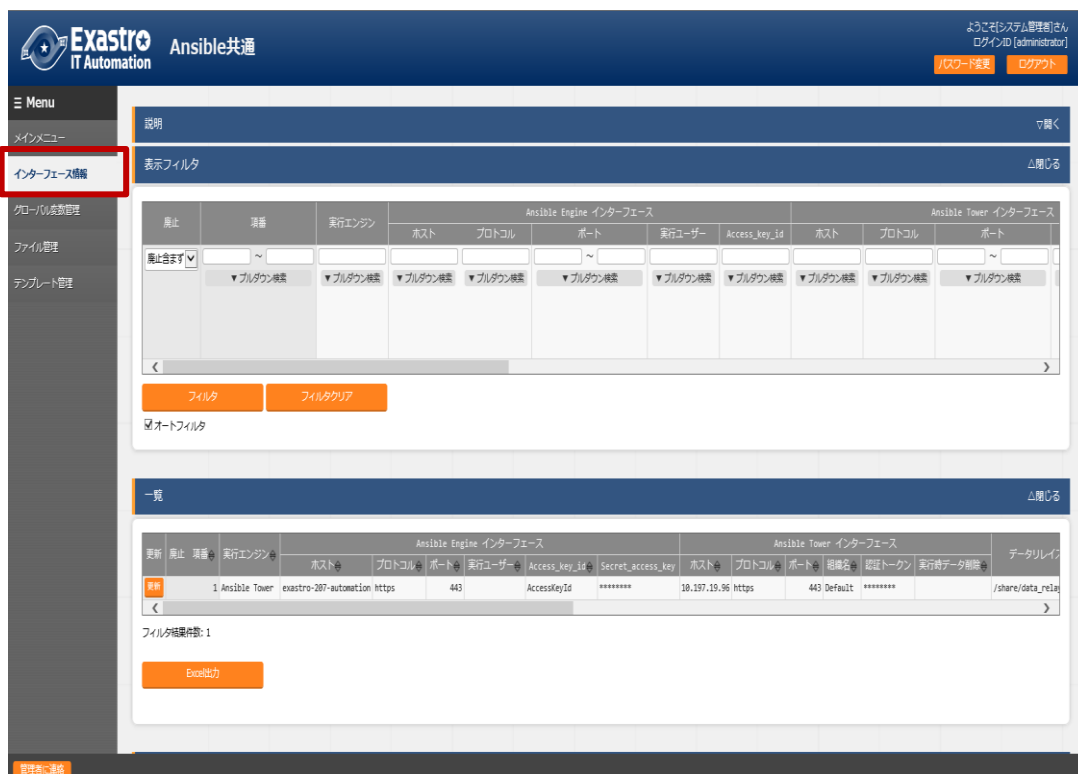 Exastro
IT Automation
Ansible共通
ようこそ[システム管理者]さん
ログインID [administrator]
パスワード変更 ログアウト
Ξ Menu
メインメニュー
インターフェース情報
グローバル変数管理
ファイル管理
テンプレート管理
説明 ▽開く
表示フィルタ △閉じる
廃止 項番 実行エンジン Ansible Engine インターフェース Ansible Tower インターフェース
ホスト プロトコル ポート 実行ユーザー Access_key_id ホスト プロトコル ポート
廃止含まず ~ ~ ~
▼プルダウン検索 ▼プルダウン検索 ▼プルダウン検索 ▼プルダウン検索 ▼プルダウン検索 ▼プルダウン検索 ▼プルダウン検索 ▼プルダウン検索 ▼プルダウン検索 ▼プルダウン検索
フィルタ フィルタクリア
オートフィルタ
一覧 △閉じる
更新 廃止 項番 実行エンジン Ansible Engine インターフェース Ansible Tower インターフェース データリレイス
ホスト プロトコル ポート 実行ユーザー Access_key_id Secret_access_key ホスト プロトコル ポート 組織名 認証トークン 実行時データ削除
更新 1 Ansible Tower exastro-207-automation https 443 AccessKeyId ******** 10.197.19.96 https 443 Default ******** /share/data_relay
フィルタ結果件数: 1
Excel出力
管理者に連絡